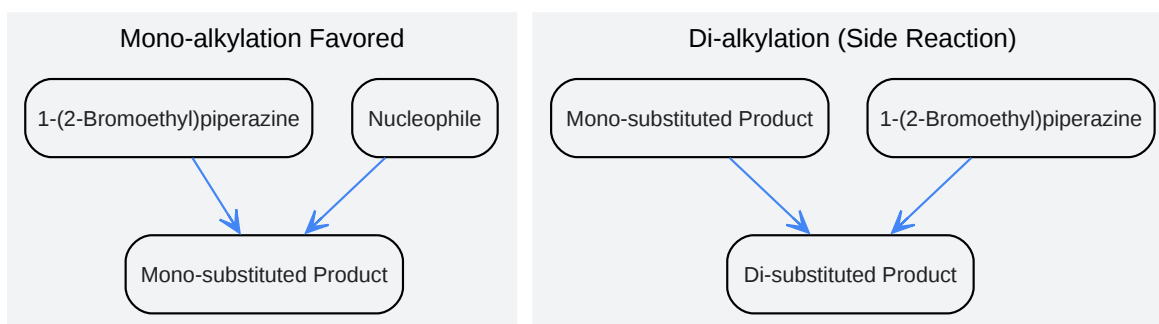 Mono-alkylation Favored
1-(2-Bromoethyl)piperazine
Nucleophile
Mono-substituted Product
Di-alkylation (Side Reaction)
Mono-substituted Product
1-(2-Bromoethyl)piperazine
Di-substituted Product